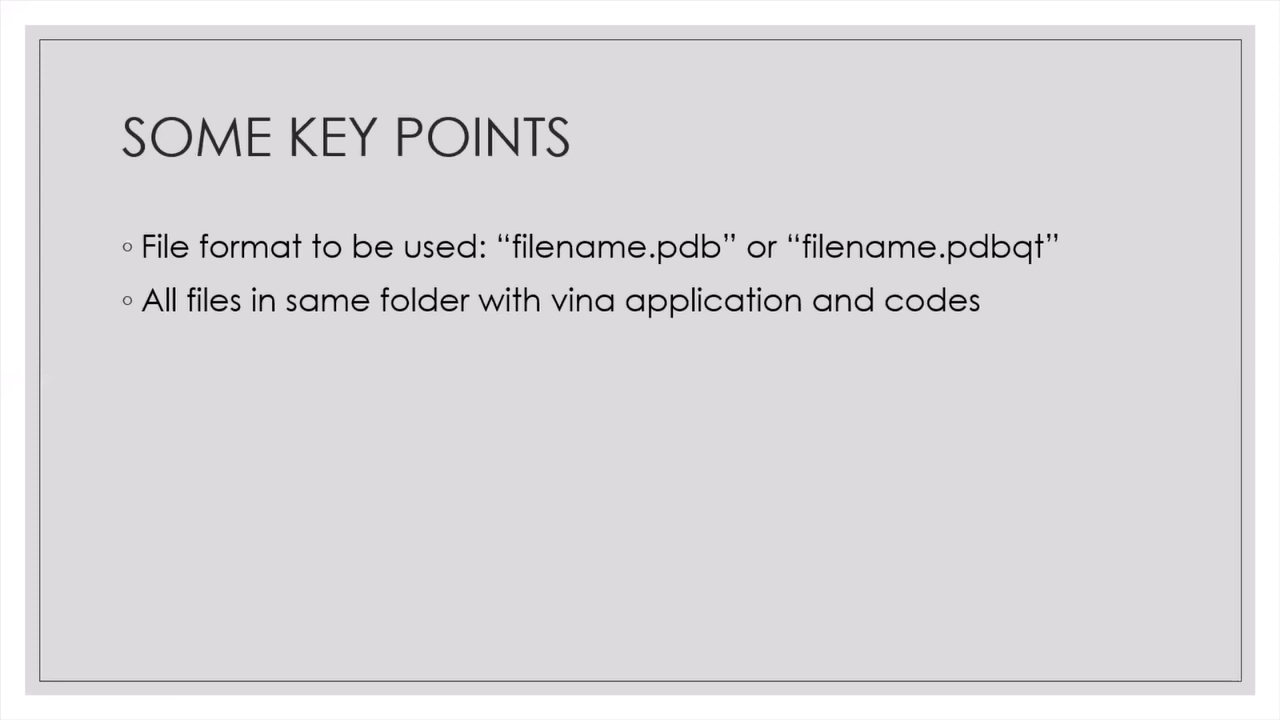 SOME KEY POINTS
◦ File format to be used: “filename.pdb” or “filename.pdbqt”
◦ All files in same folder with vina application and codes